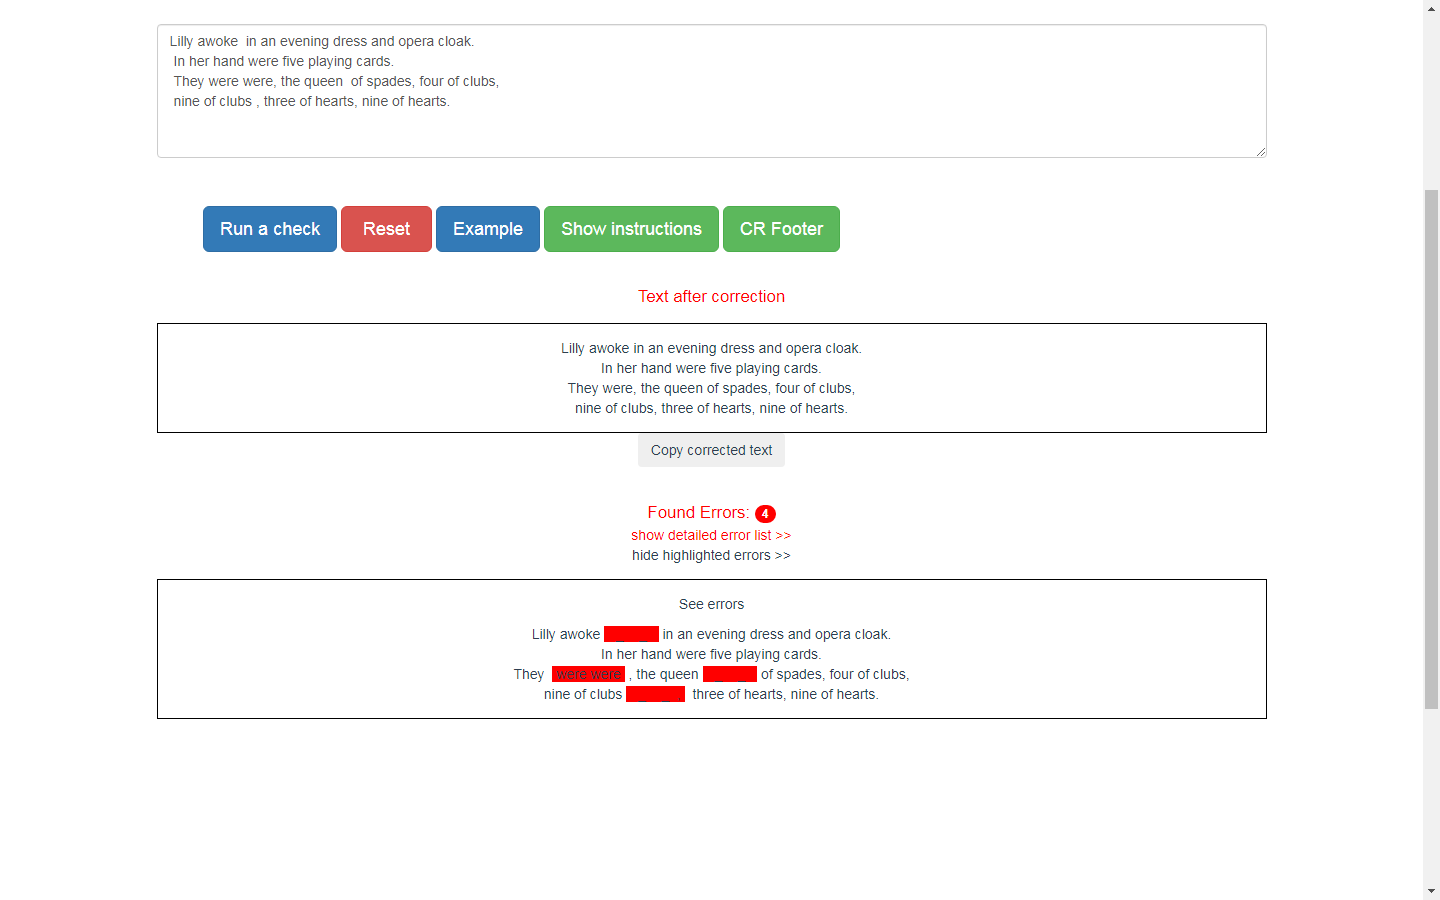 Lilly awoke  in an evening dress and opera cloak.
In her hand were five playing cards.
They were were, the queen  of spades, four of clubs,
nine of clubs , three of hearts, nine of hearts.
Run a check Reset Example Show instructions CR Footer
Text after correction
Lilly awoke in an evening dress and opera cloak.
In her hand were five playing cards.
They were, the queen of spades, four of clubs,
nine of clubs, three of hearts, nine of hearts.
Copy corrected text
Found Errors: 4
show detailed error list >>
hide highlighted errors >>
See errors
Lilly awoke in an evening dress and opera cloak.
In her hand were five playing cards.
They were were , the queen of spades, four of clubs,
nine of clubs , three of hearts, nine of hearts.